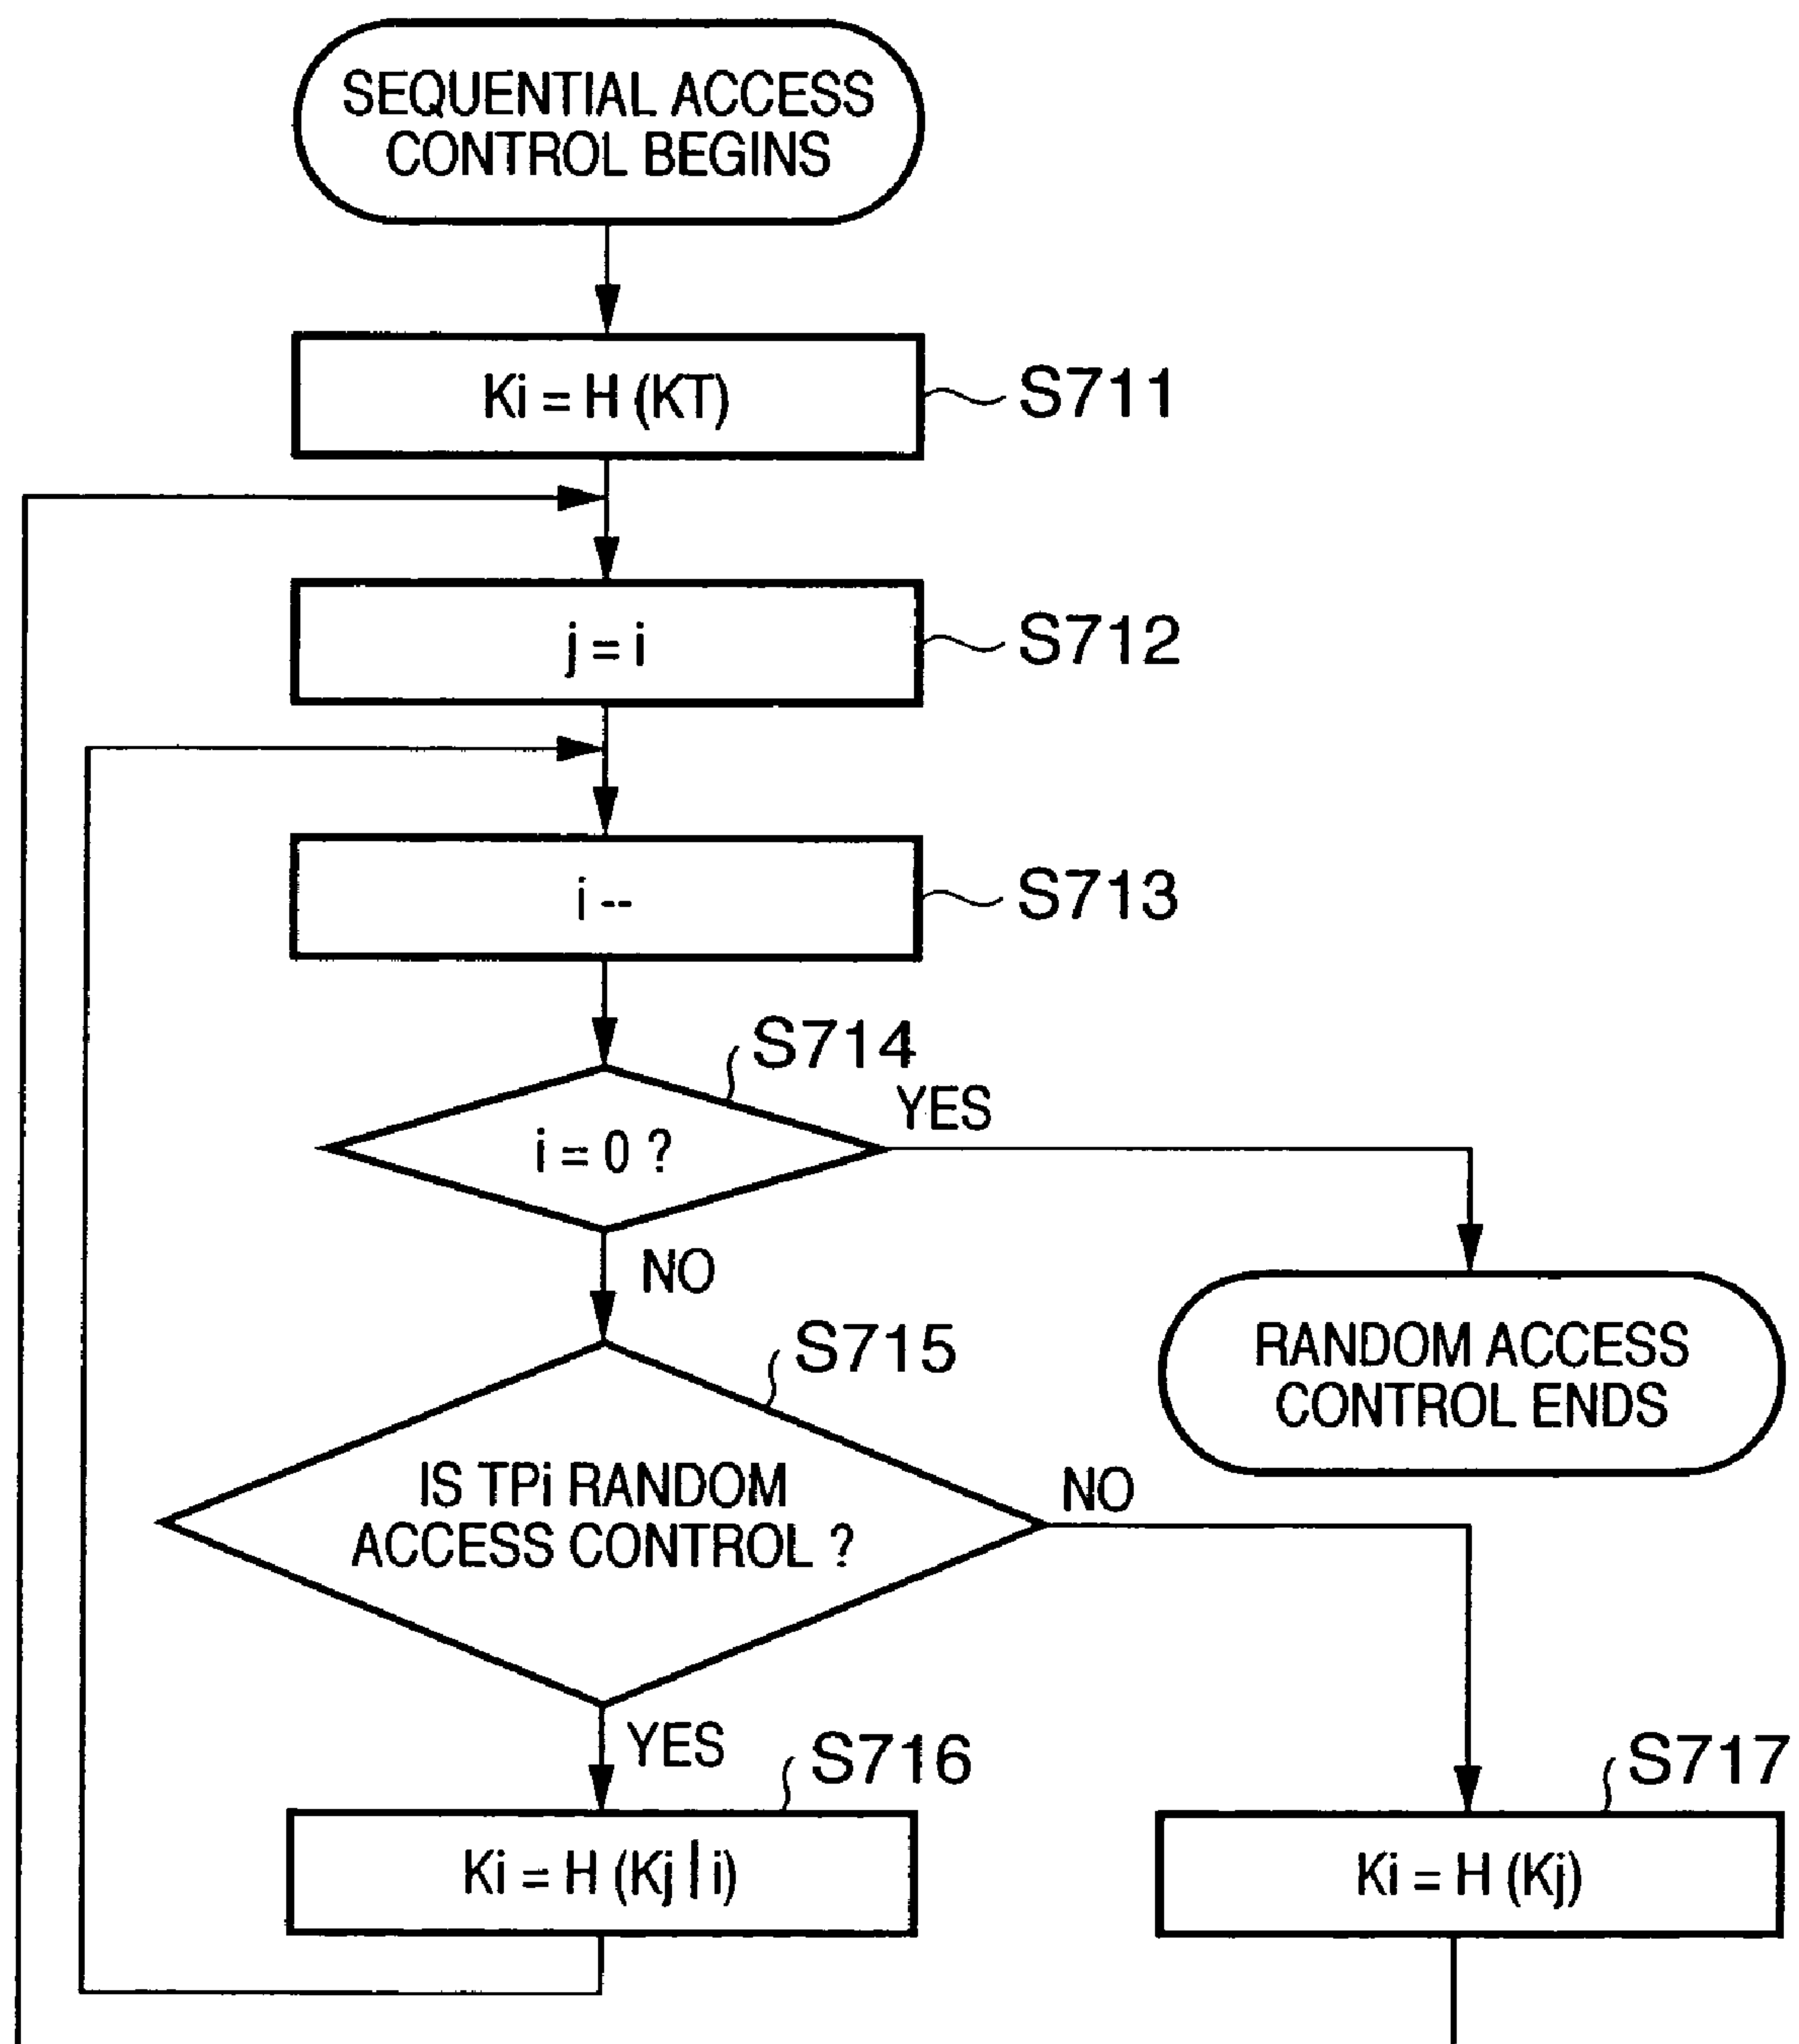 SEQUENTIAL ACCESS
CONTROL BEGINS
Ki = H (KT)
S711
j = i
S712
i --
S713
S714
i = 0 ?
YES
NO
RANDOM ACCESS
CONTROL ENDS
S715
IS TPi RANDOM
ACCESS CONTROL ?
NO
YES
S716
Ki = H (Kj | i)
S717
Ki = H (Kj)